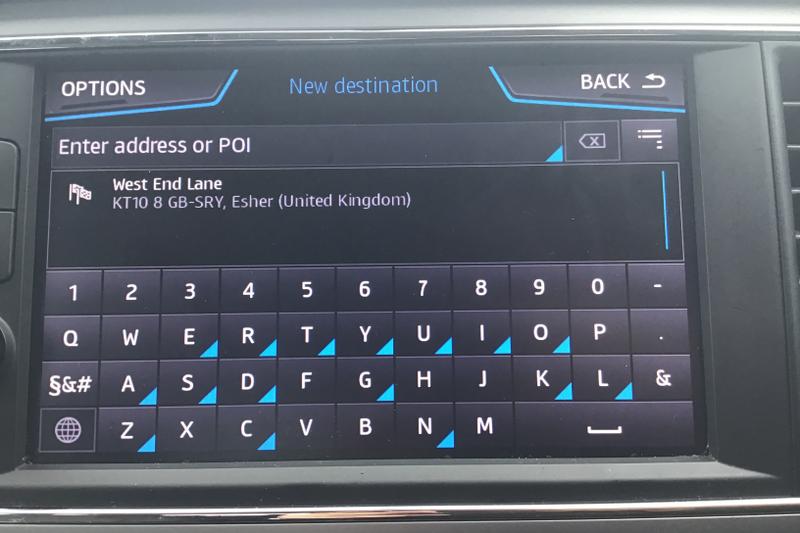 OPTIONS
New destination
BACK
Enter address or POI
West End Lane
KT10 8 GB-SRY, Esher (United Kingdom)
1 2 3 4 5 6 7 8 9 0 -
Q W E R T Y U I O P .
§&# A S D F G H J K L &
Z X C V B N M